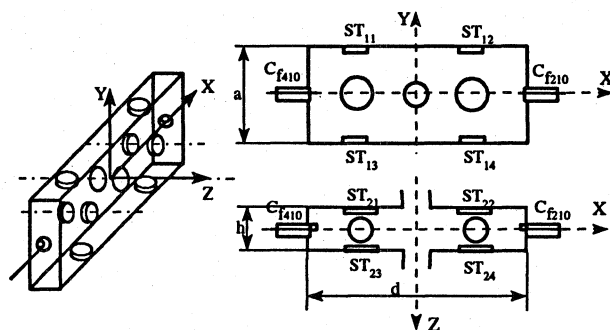 Y
X
Z
Y
ST11
ST12
Cf410
Cf210
X
a
ST13
ST14
Cf410
ST21
ST22
Cf210
X
h
ST23
ST24
d
Z